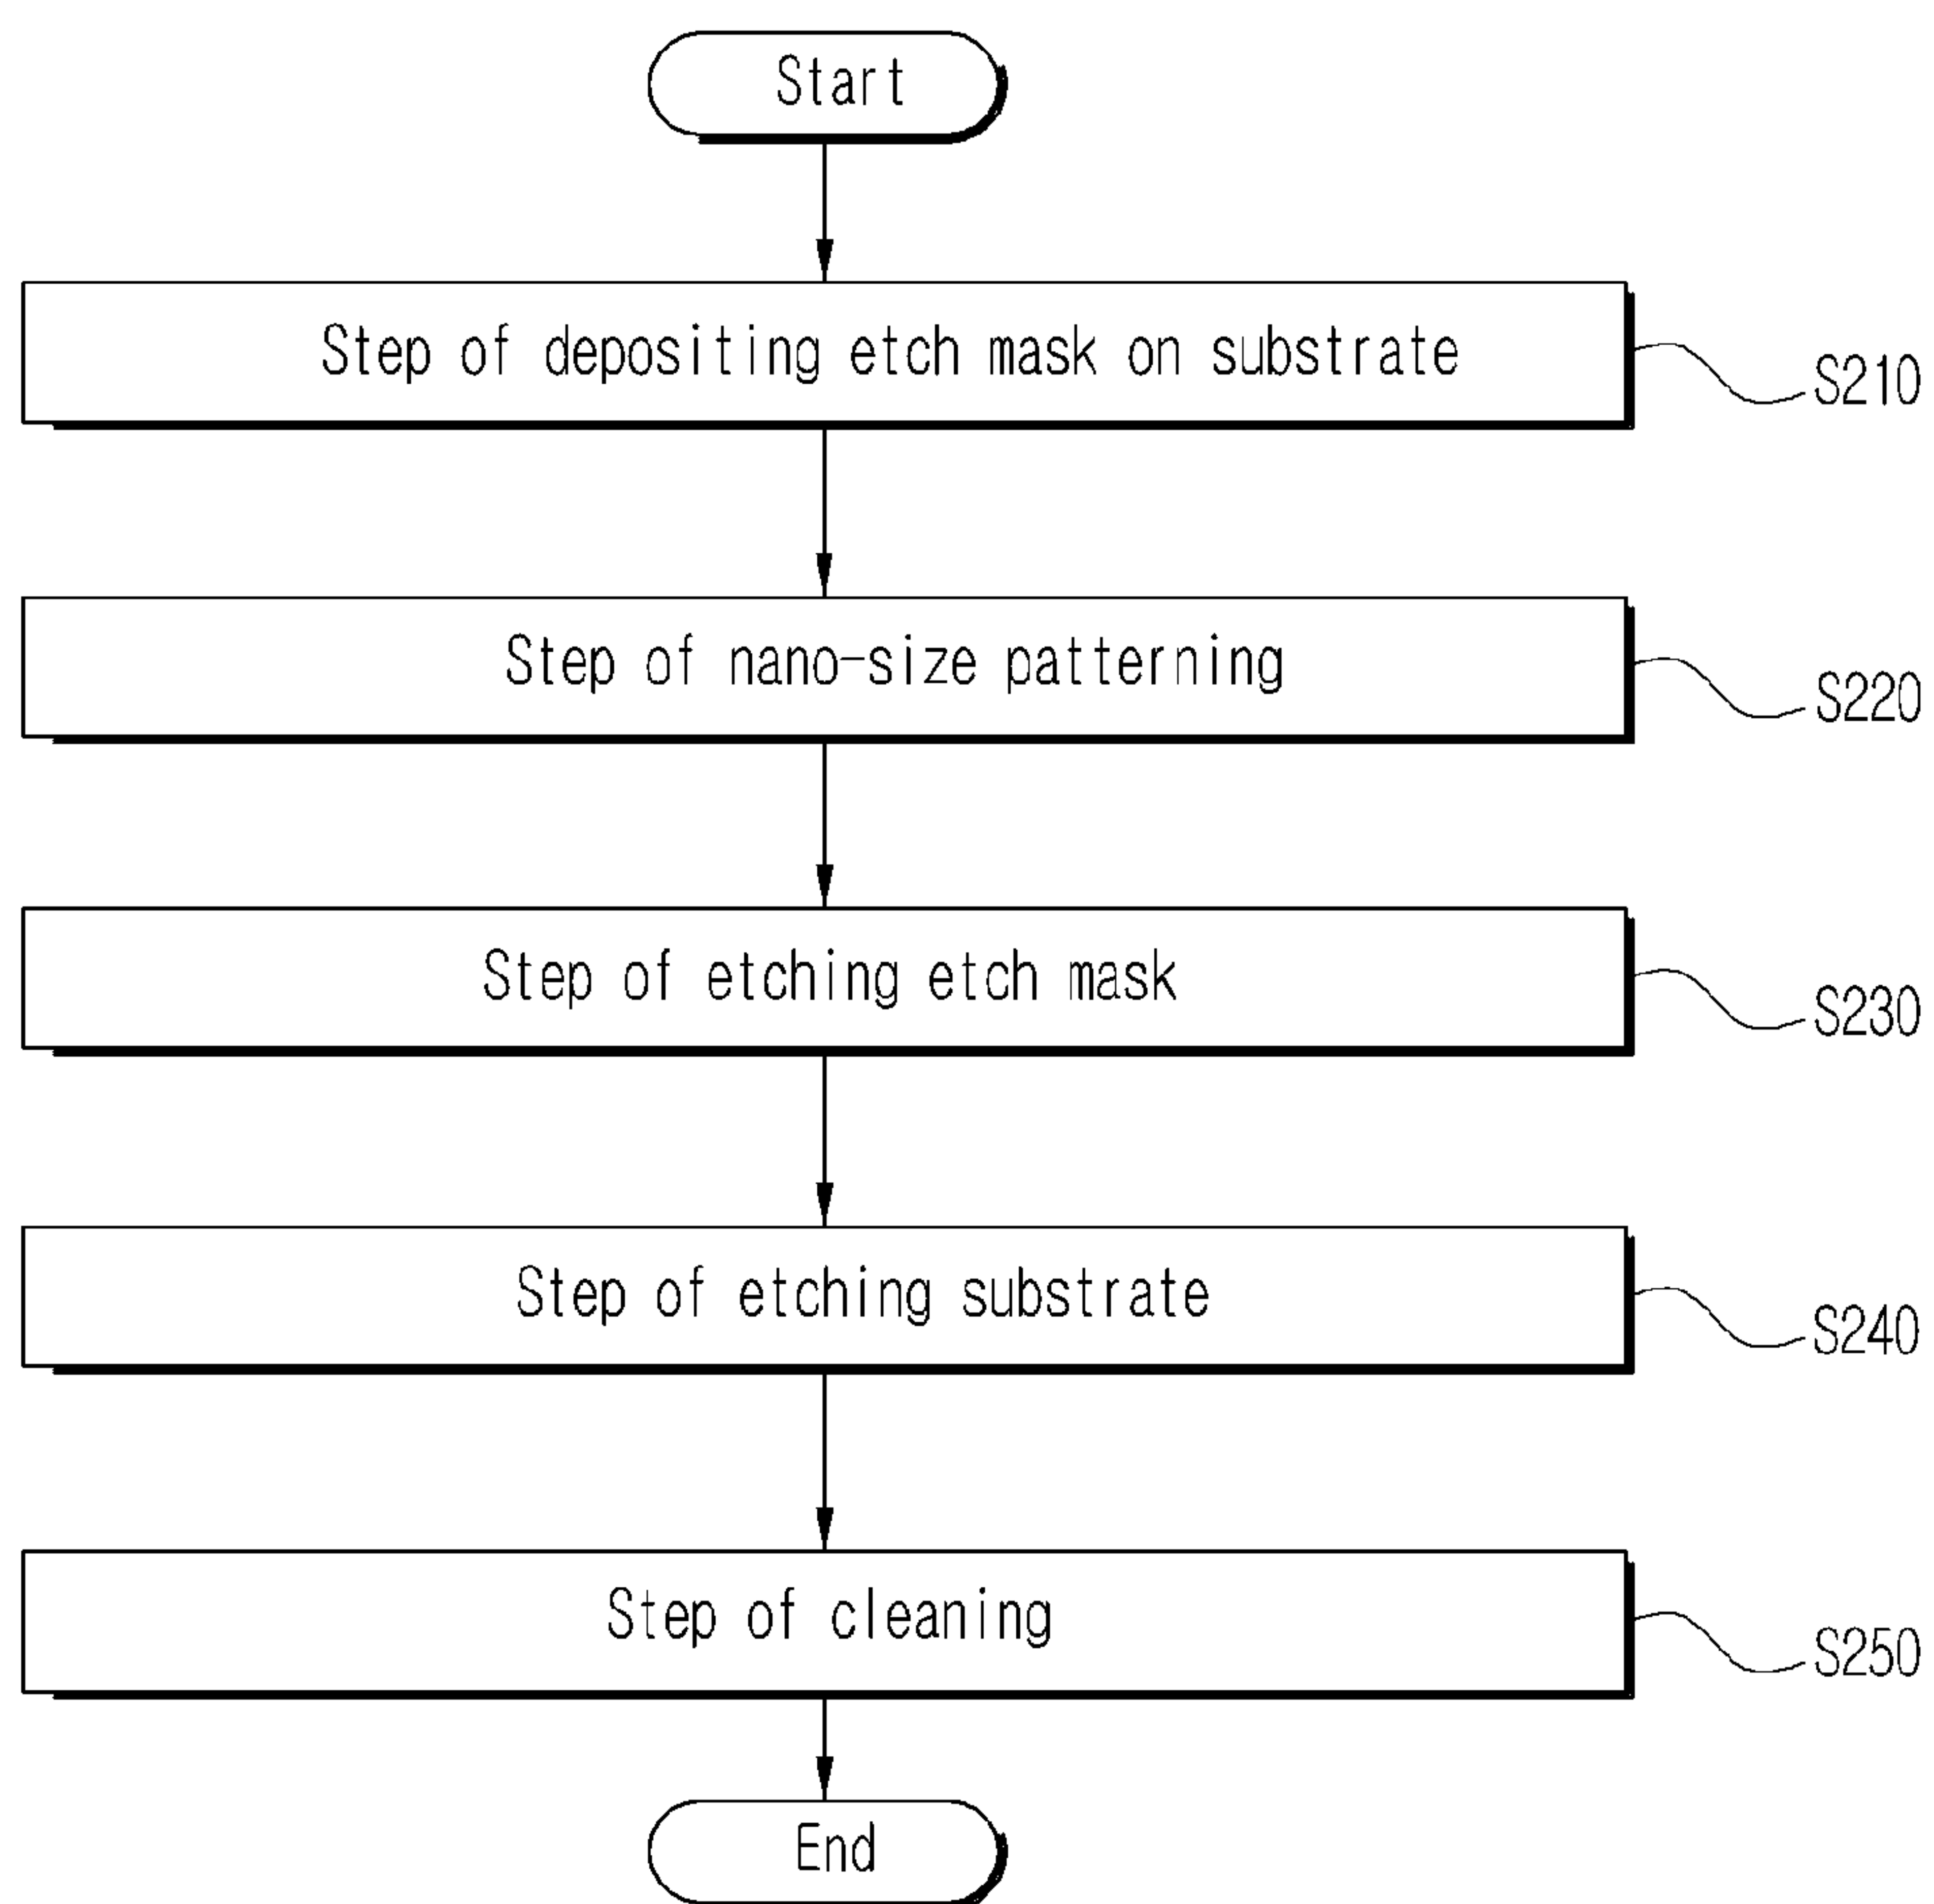 Start
Step of depositing etch mask on substrate
S210
Step of nano-size patterning
S220
Step of etching etch mask
S230
Step of etching substrate
S240
Step of cleaning
S250
End